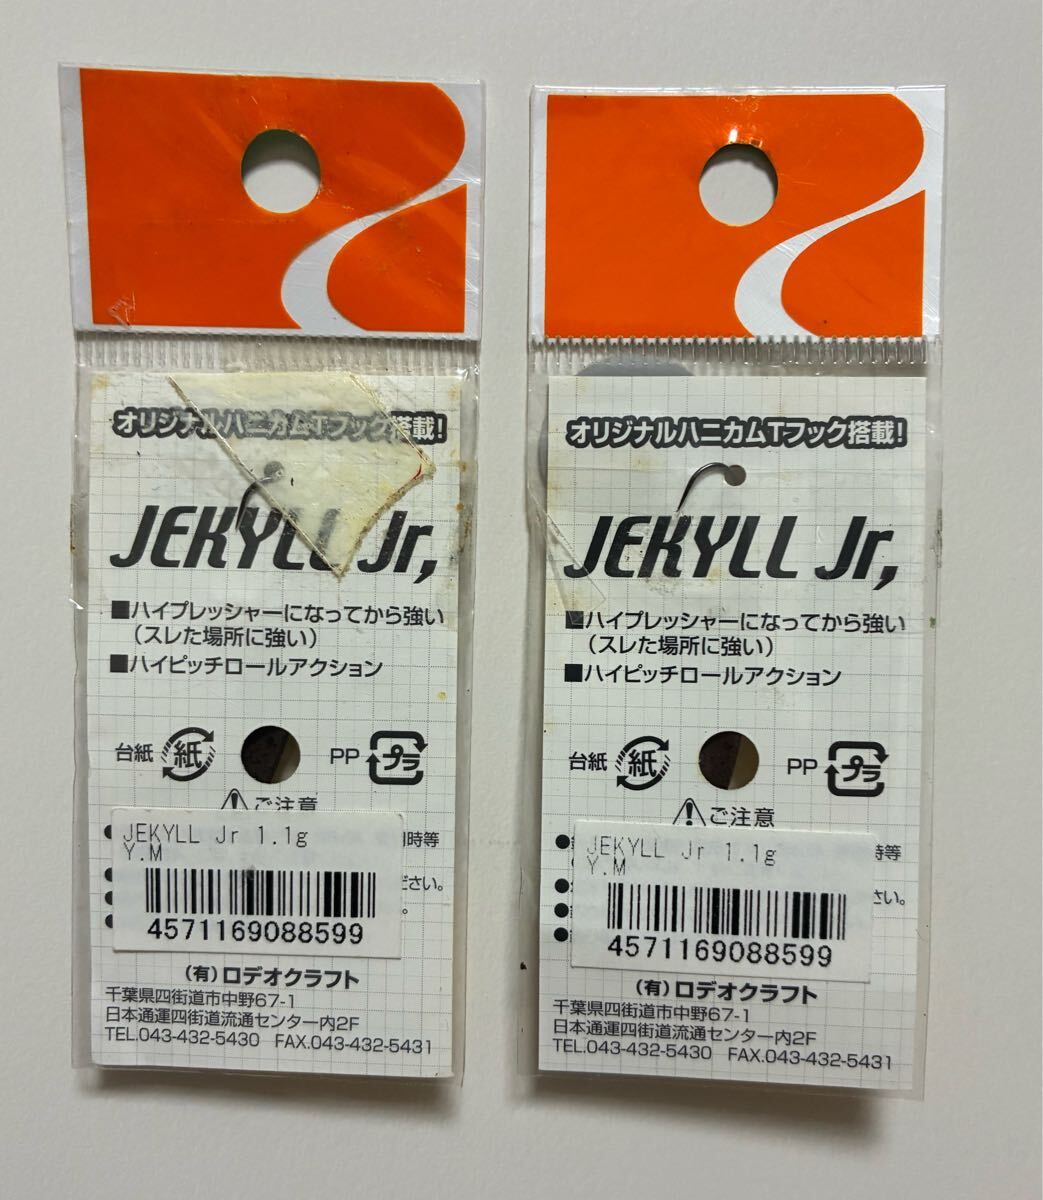 オリジナルハニカムTフック搭載!
JEKYLL Jr,
■ハイプレッシャーになってから強い
(スレた場所に強い)
■ハイピッチロールアクション
台紙 紙 PP プラ
ご注意
時等
JEKYLL Jr 1.1g
Y.M
ださい。
4571169088599
(有)ロデオクラフト
千葉県四街道市中野67-1
日本通運四街道流通センター内2F
TEL.043-432-5430 FAX.043-432-5431
オリジナルハニカムTフック搭載!
JEKYLL Jr,
■ハイプレッシャーになってから強い
(スレた場所に強い)
■ハイピッチロールアクション
台紙 紙 PP プラ
ご注意
時等
JEKYLL Jr 1.1g
Y.M
さい。
4571169088599
(有)ロデオクラフト
千葉県四街道市中野67-1
日本通運四街道流通センター内2F
TEL.043-432-5430 FAX.043-432-5431